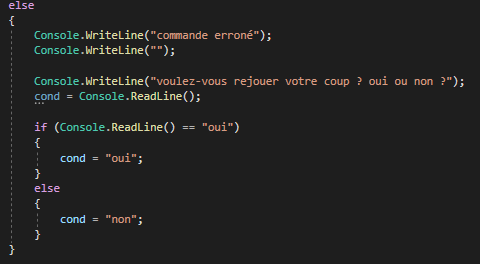 else
{
Console.WriteLine("commande erroné");
Console.WriteLine("");
Console.WriteLine("voulez-vous rejouer votre coup ? oui ou non ?");
cond = Console.ReadLine();
if (Console.ReadLine() == "oui")
{
cond = "oui";
}
else
{
cond = "non";
}
}